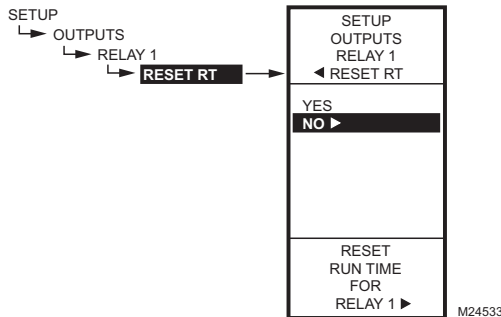 SETUP
OUTPUTS
RELAY 1
RESET RT
SETUP
OUTPUTS
RELAY 1
◄ RESET RT
YES
NO ►
RESET
RUN TIME
FOR
RELAY 1 ►
M24533